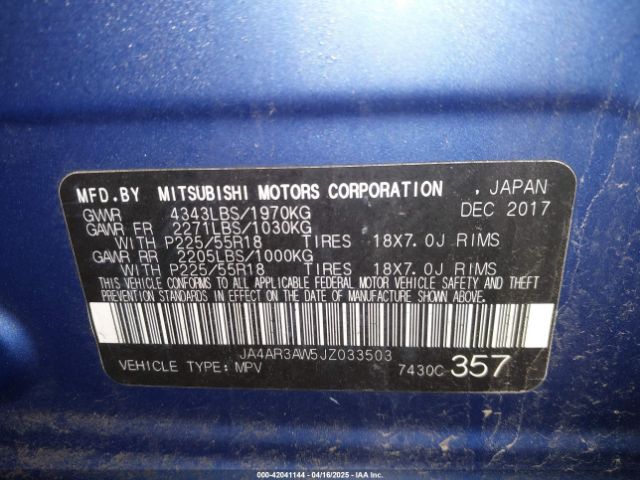 MFD.BY MITSUBISHI MOTORS CORPORATION , JAPAN
GVWR 4343LBS/1970KG DEC 2017
GAWR FR 2271LBS/1030KG
WITH P225/55R18 TIRES 18X7.0J RIMS
GAWR RR 2205LBS/1000KG
WITH P225/55R18 TIRES 18X7.0J RIMS
THIS VEHICLE CONFORMS TO ALL APPLICABLE FEDERAL MOTOR VEHICLE SAFETY AND THEFT
PREVENTION STANDARDS IN EFFECT ON THE DATE OF MANUFACTURE SHOWN ABOVE.
JA4AR3AW5JZ033503
VEHICLE TYPE: MPV 7430C 357
000-42041144 - 04/16/2025 - IAA Inc.